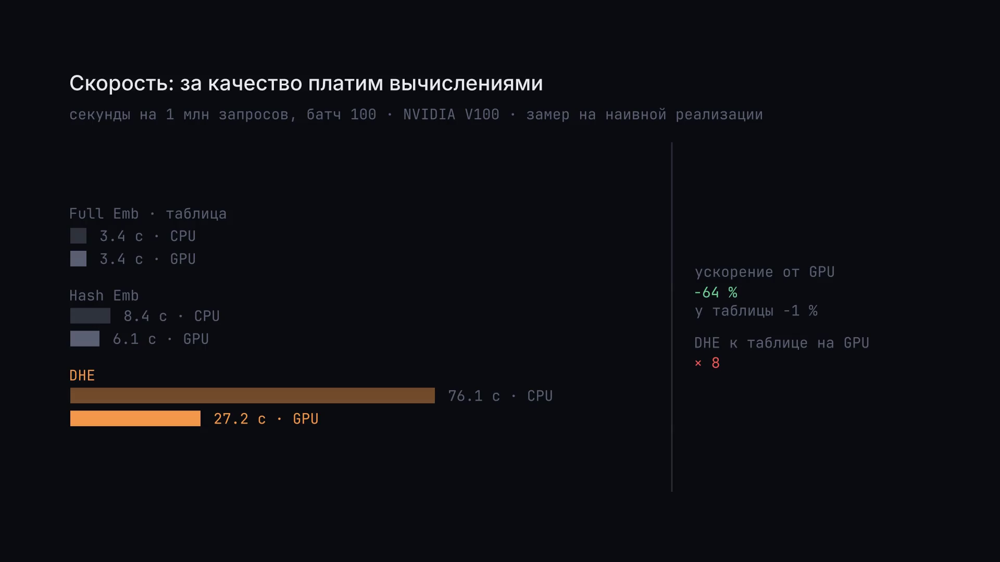 Скорость: за качество платим вычислениями
секунды на 1 млн запросов, батч 100 · NVIDIA V100 · замер на наивной реализации
Full Emb · таблица
3.4 с · CPU
3.4 с · GPU
Hash Emb
8.4 с · CPU
6.1 с · GPU
DHE
76.1 с · CPU
27.2 с · GPU
ускорение от GPU
-64 %
у таблицы -1 %
DHE к таблице на GPU
× 8